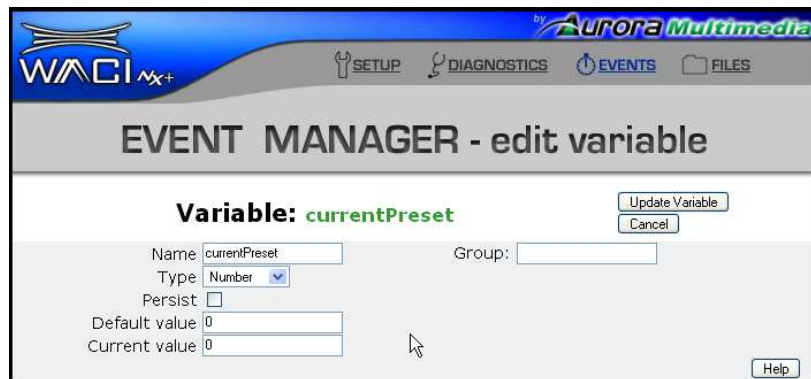 by Aurora Multimedia
WACI NX+
SETUP DIAGNOSTICS EVENTS FILES
EVENT MANAGER - edit variable
Variable: currentPreset
Update Variable
Cancel
Name currentPreset Group:
Type Number
Persist
Default value 0
Current value 0
Help